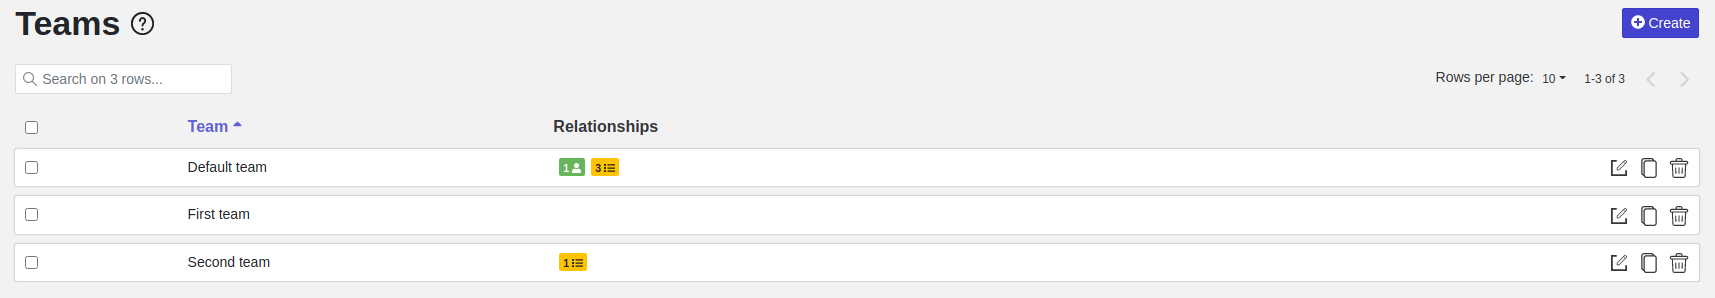 Teams
Create
Search on 3 rows...
Rows per page: 10 1-3 of 3
Team Relationships
Default team 1 3
First team
Second team 1